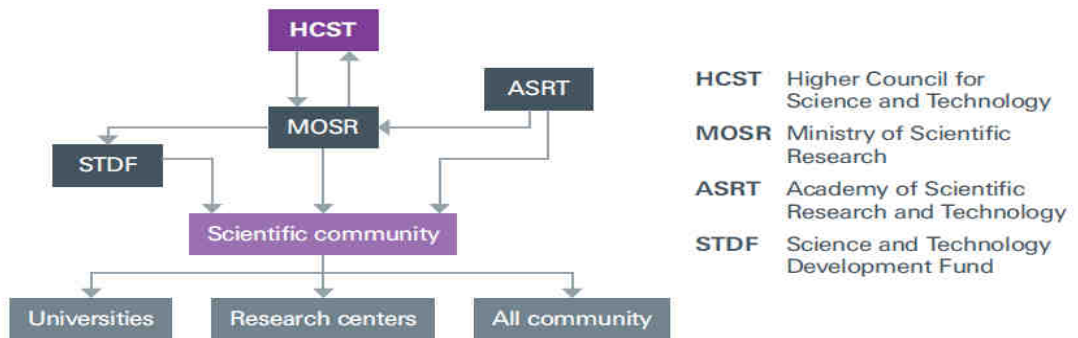 HCST
ASRT
MOSR
STDF
Scientific community
Universities
Research centers
All community
HCST Higher Council for
Science and Technology
MOSR Ministry of Scientific
Research
ASRT Academy of Scientific
Research and Technology
STDF Science and Technology
Development Fund